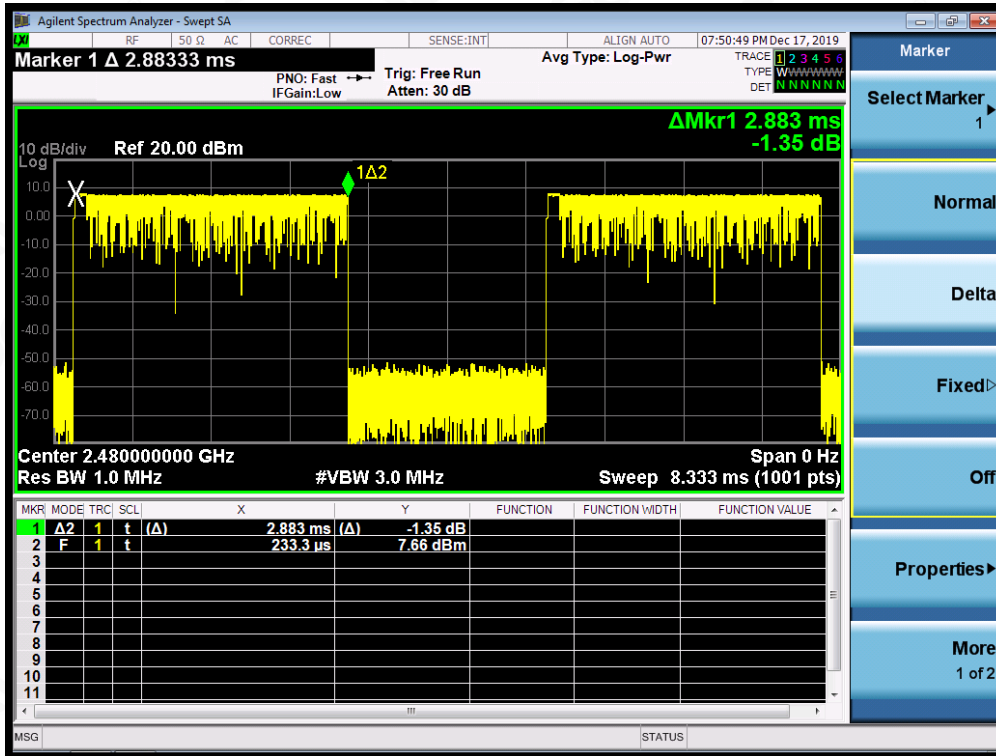 Agilent Spectrum Analyzer - Swept SA
LXI RF 50 Ω AC CORREC SENSE:INT ALIGN AUTO 07:50:49 PM Dec 17, 2019
Marker 1 Δ 2.88333 ms
PNO: Fast
IFGain:Low
Trig: Free Run
Atten: 30 dB
Avg Type: Log-Pwr
TRACE 1 2 3 4 5 6
TYPE WWWWWWW
DET N N N N N N
ΔMkr1 2.883 ms
-1.35 dB
10 dB/div Ref 20.00 dBm
Log
10.0
0.00
-10.0
-20.0
-30.0
-40.0
-50.0
-60.0
-70.0
X
1Δ2
Center 2.480000000 GHz Span 0 Hz
Res BW 1.0 MHz #VBW 3.0 MHz Sweep 8.333 ms (1001 pts)
MKR MODE TRC SCL X Y FUNCTION FUNCTION WIDTH FUNCTION VALUE
1 Δ2 1 t (Δ) 2.883 ms (Δ) -1.35 dB
2 F 1 t 233.3 µs 7.66 dBm
3
4
5
6
7
8
9
10
11
MSG STATUS
Marker
Select Marker
1
Normal
Delta
Fixed
Off
Properties
More
1 of 2